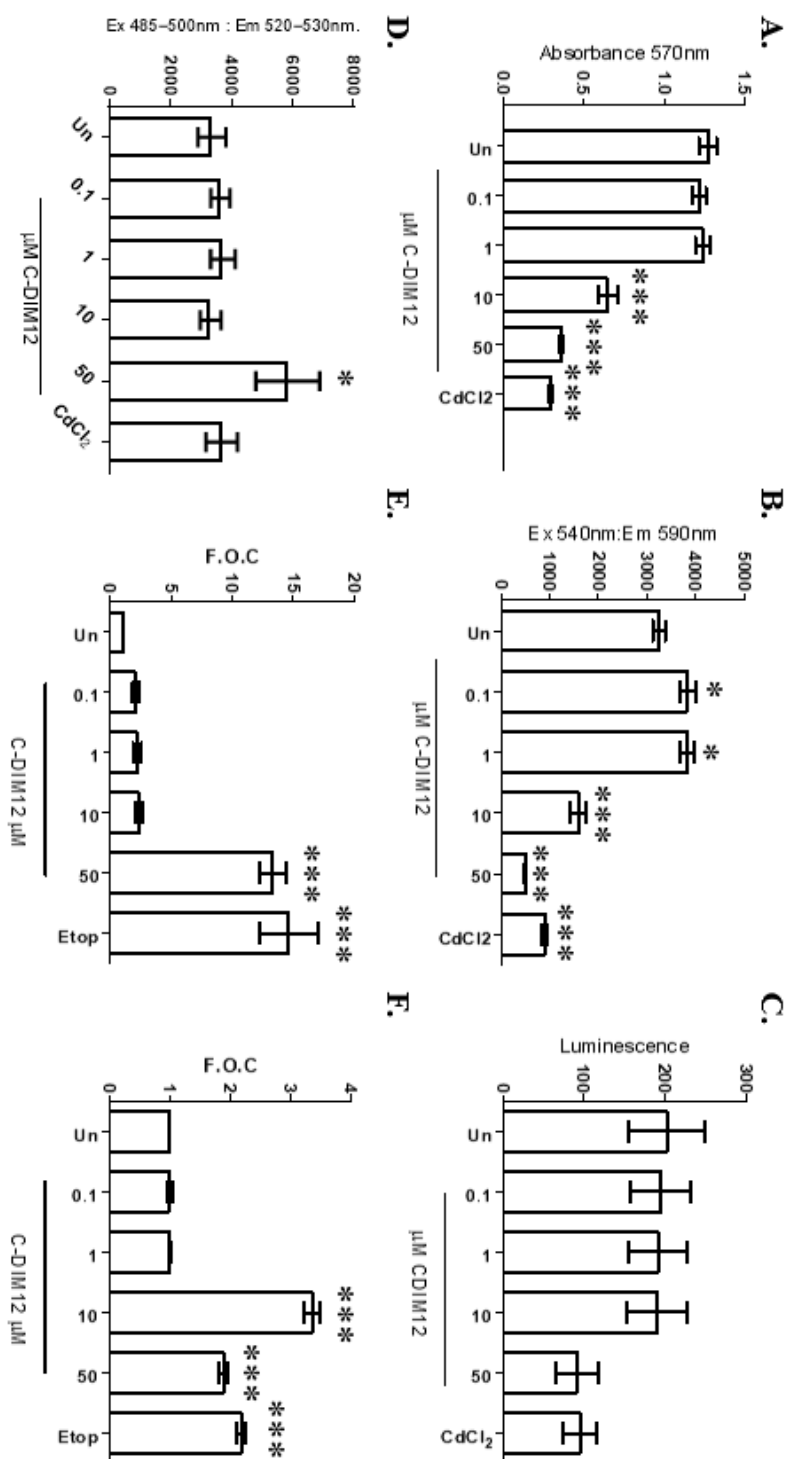 A.
Absorbance 570nm
1.5
1.0
0.5
0.0
Un
0.1
1
10
50
CdCl2
***
***
***
µM C-DIM12
B.
Ex 540nm:Em 590nm
5000
4000
3000
2000
1000
0
Un
0.1
1
10
50
CdCl2
*
*
***
***
***
µM C-DIM12
C.
Luminescence
300
2000
1000
0
Un
0.1
1
10
50
CdCl₂
µM CDIM12
D.
Ex 485–500nm : Em 520–530nm.
8000
6000
4000
2000
0
Un
0.1
1
10
50
CdCl₂
*
µM C-DIM12
E.
F.O.C
20
15
10
5
0
Un
0.1
1
10
50
Etop
***
***
C-DIM12 µM
F.
F.O.C
4
3
2
1
0
Un
0.1
1
10
50
Etop
***
***
***
C-DIM12 µM